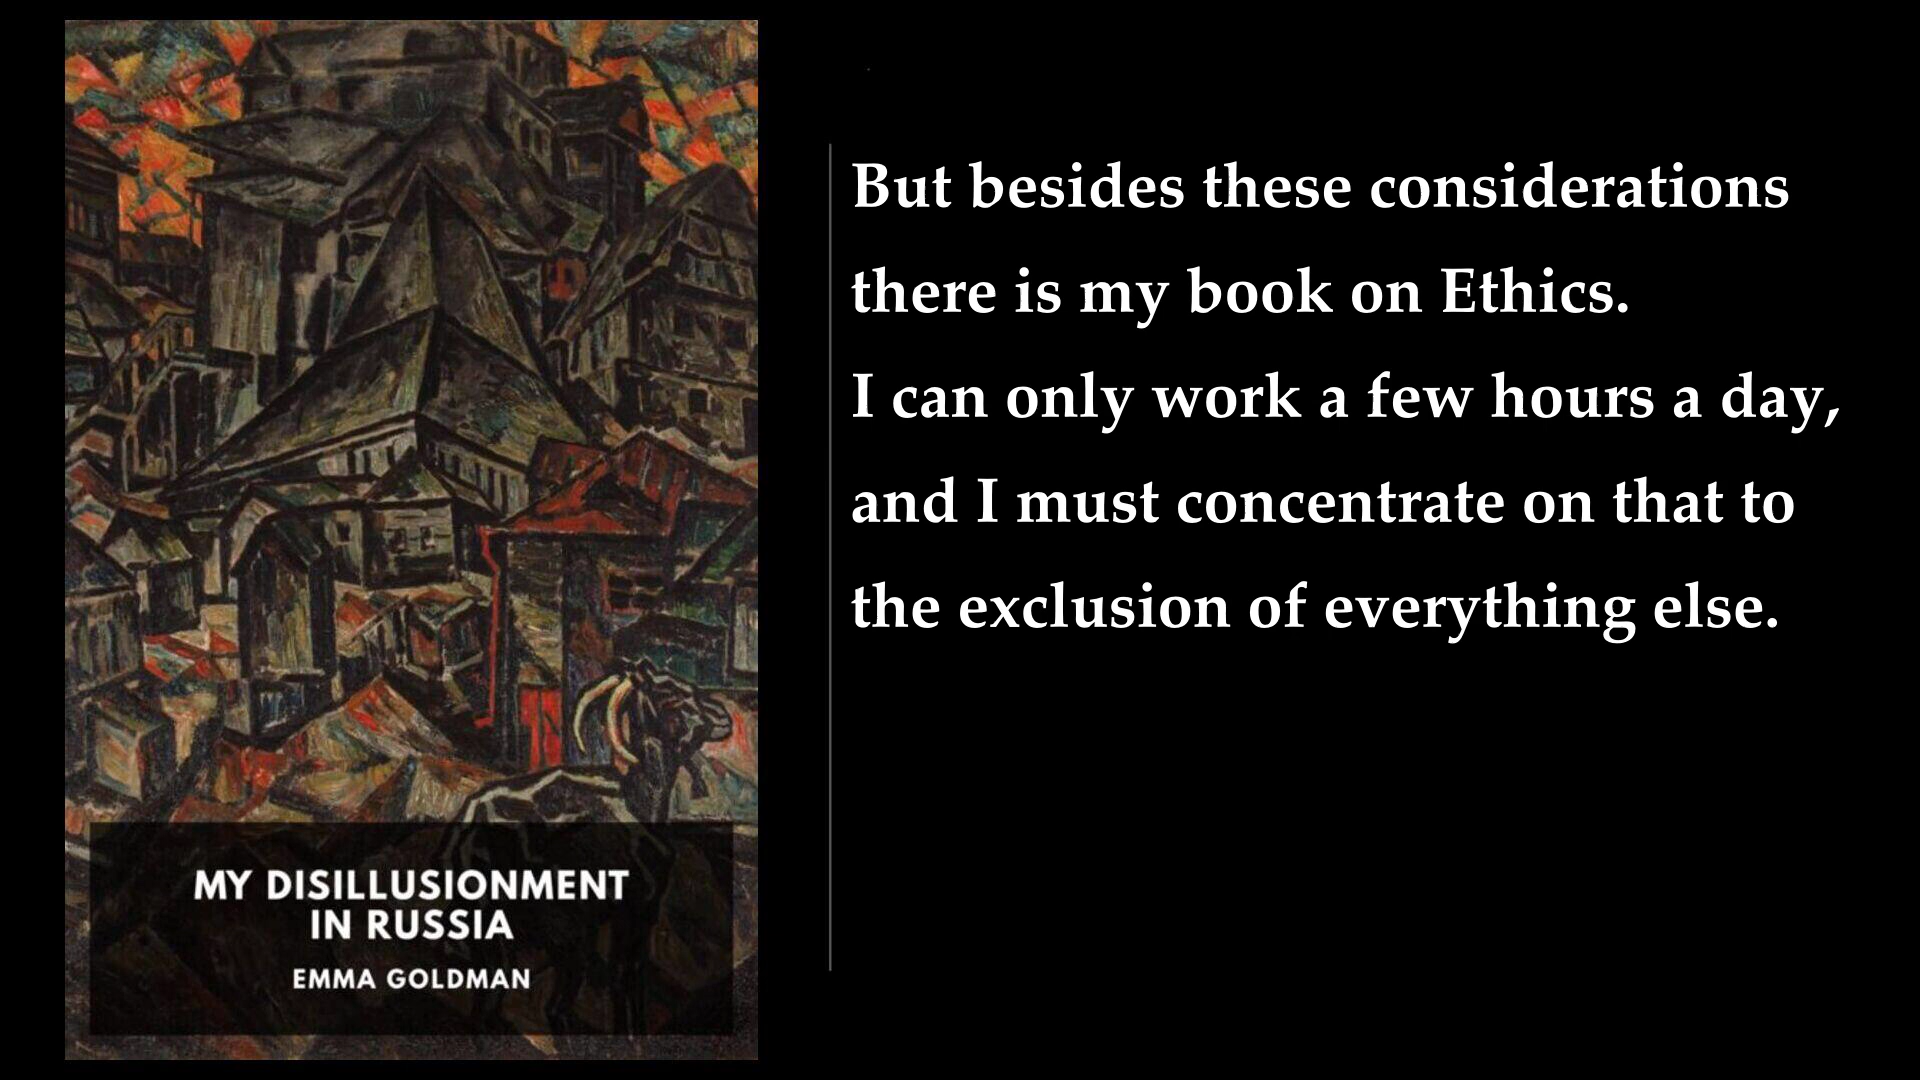 MY DISILLUSIONMENT
IN RUSSIA
EMMA GOLDMAN
But besides these considerations
there is my book on Ethics.
I can only work a few hours a day,
and I must concentrate on that to
the exclusion of everything else.